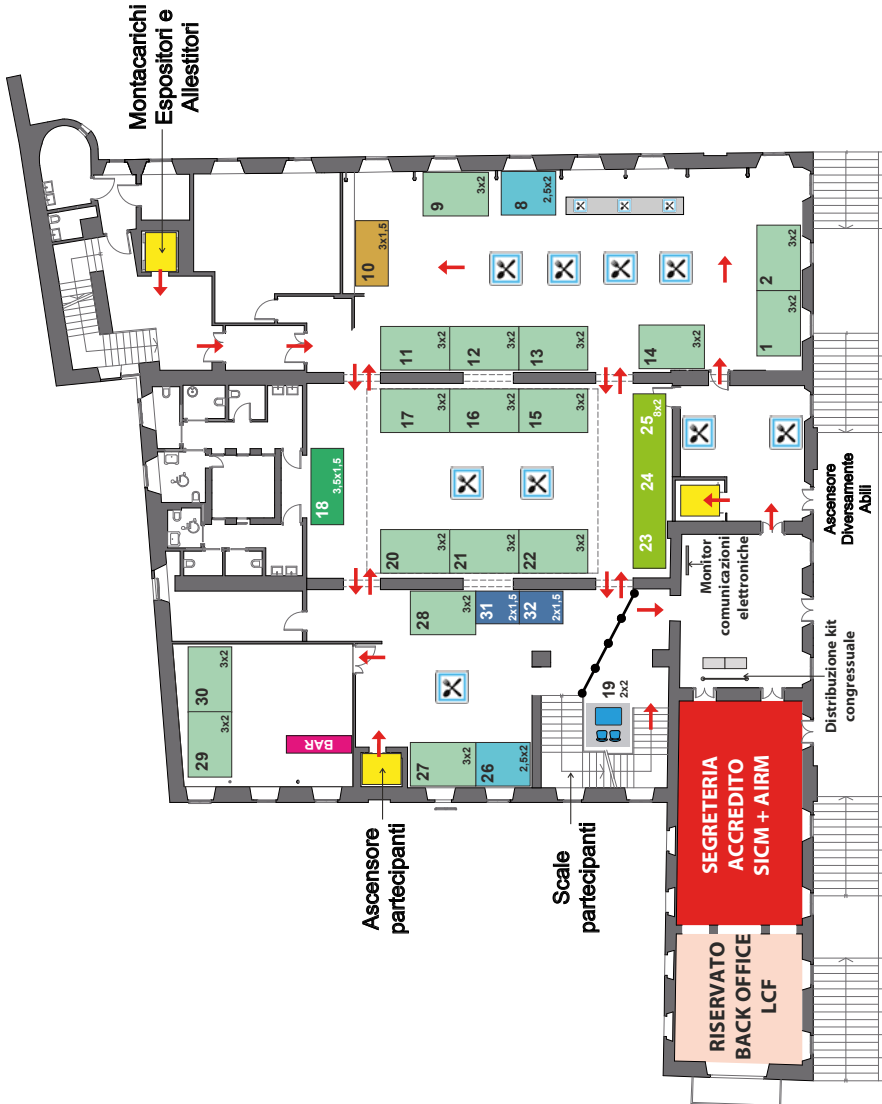 Montacarichi
Espositori e
Allestitori
9
3x2
8
2,5x2
10
3x1,5
2
3x2
1
3x2
11
3x2
12
3x2
13
3x2
14
3x2
17
3x2
16
3x2
15
3x2
18
3,5x1,5
25
8x2
24
23
20
3x2
21
3x2
22
3x2
Ascensore
Diversamente
Abili
28
3x2
31
2x1,5
32
2x1,5
Monitor
comunicazioni
elettroniche
30
3x2
29
3x2
BAR
19
2x2
Distribuzione kit
congressuale
27
3x2
26
2,5x2
Ascensore
partecipanti
Scale
partecipanti
SEGRETERIA
ACCREDITO
SICM + AIRM
RISERVATO
BACK OFFICE
LCF